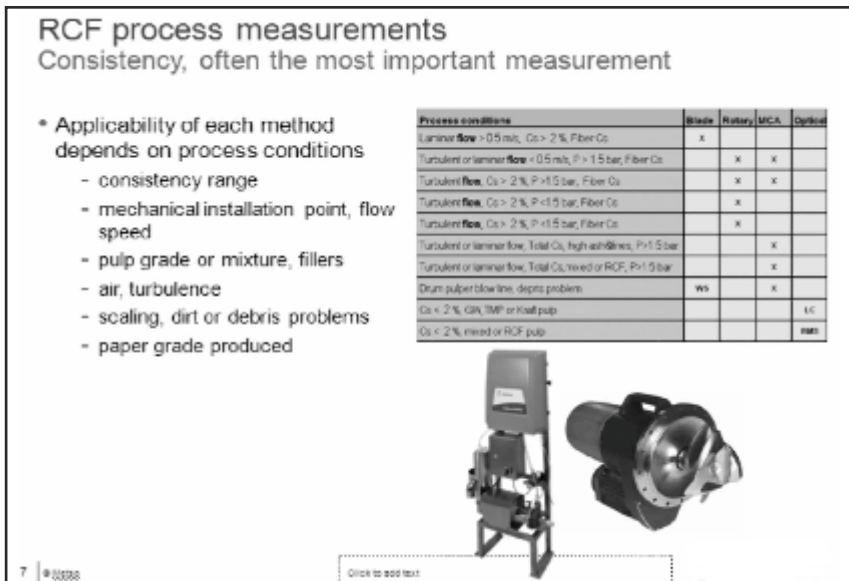 RCF process measurements
Consistency, often the most important measurement
• Applicability of each method
depends on process conditions
- consistency range
- mechanical installation point, flow
speed
- pulp grade or mixture, fillers
- air, turbulence
- scaling, dirt or debris problems
- paper grade produced
Process conditions Blade Rotary MCA Optical
Laminar flow > 0.5 m/s, Cs > 2 %, Fiber Cs x
Turbulent or laminar flow < 0.5 m/s, P > 1.5 bar, Fiber Cs x x
Turbulent flow, Cs > 2 %, P >1.5 bar, Fiber Cs x x
Turbulent flow, Cs > 2 %, P <1.5 bar, Fiber Cs x
Turbulent flow, Cs > 2 %, P <1.5 bar, Fiber Cs x
Turbulent or laminar flow, Total Cs, high ash&fines, P>1.5 bar x
Turbulent or laminar flow, Total Cs, mixed or RCF, P>1.5 bar x
Drum pulper blow line, depris problem WS x
Cs < 2 %, GW, TMP or Kraft pulp LC
Cs < 2 %, mixed or RCF pulp
7
Click to add text